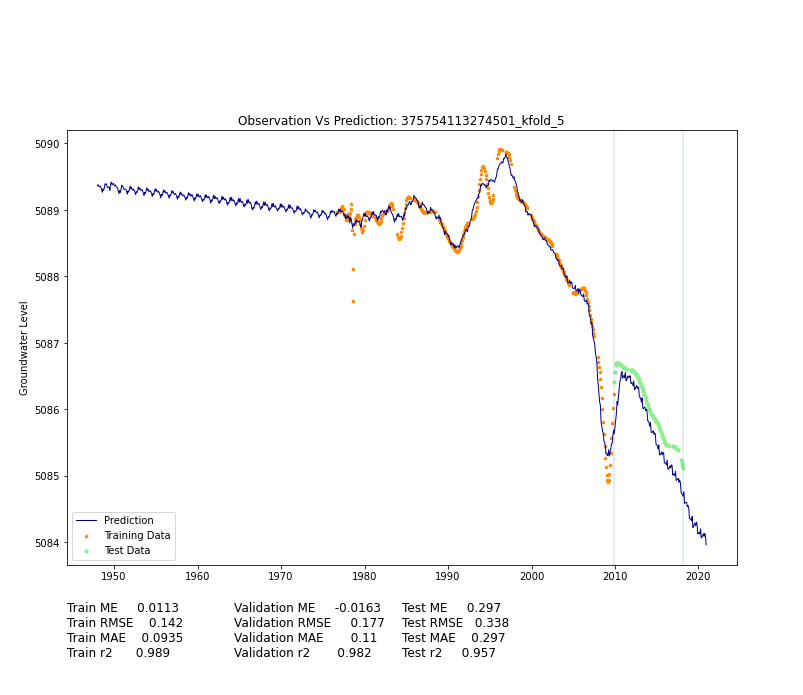 Observation Vs Prediction: 375754113274501_kfold_5
5090
5089
5088
5087
5086
5085
5084
Groundwater Level
Prediction
Training Data
Test Data
1950 1960 1970 1980 1990 2000 2010 2020
Train ME 0.0113 Validation ME -0.0163 Test ME 0.297
Train RMSE 0.142 Validation RMSE 0.177 Test RMSE 0.338
Train MAE 0.0935 Validation MAE 0.11 Test MAE 0.297
Train r2 0.989 Validation r2 0.982 Test r2 0.957